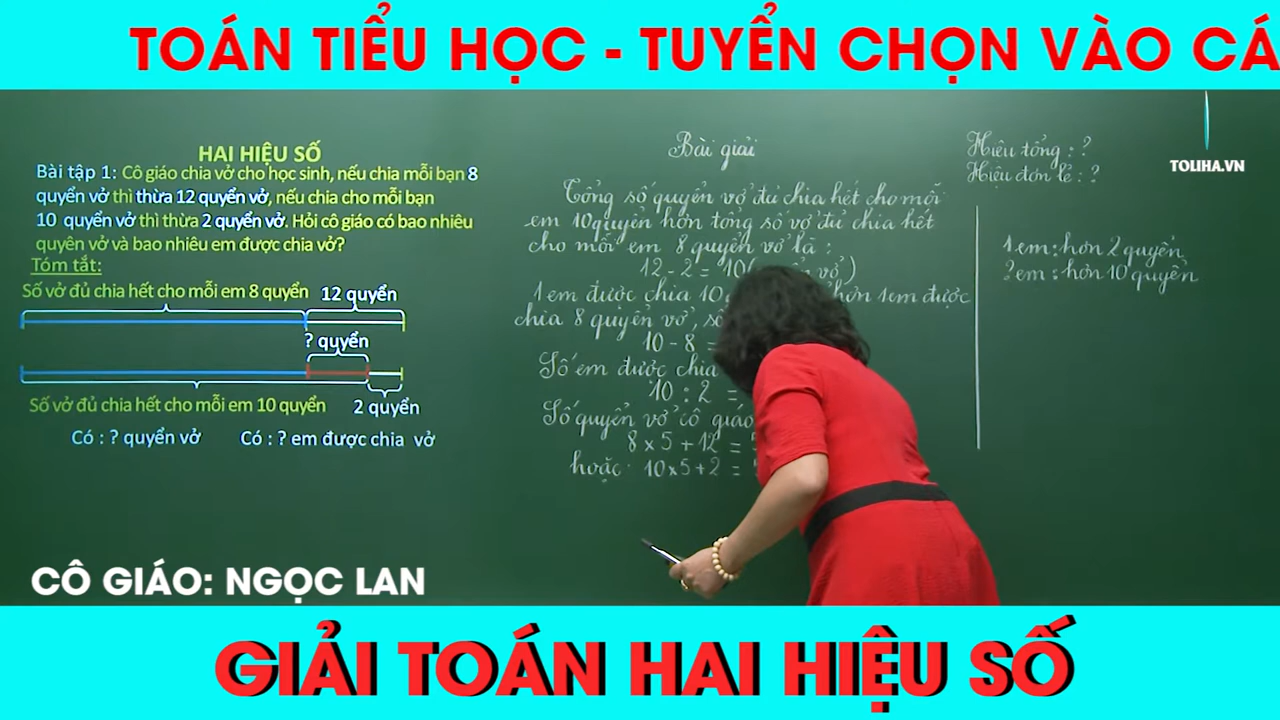 TOÁN TIỂU HỌC - TUYỂN CHỌN VÀO CÁ
TOLIHA.VN
HAI HIỆU SỐ
Bài tập 1: Cô giáo chia vở cho học sinh, nếu chia mỗi bạn 8
quyển vở thì thừa 12 quyển vở, nếu chia cho mỗi bạn
10 quyển vở thì thừa 2 quyển vở. Hỏi cô giáo có bao nhiêu
quyên vở và bao nhiêu em được chia vở?
Tóm tắt:
Số vở đủ chia hết cho mỗi em 8 quyển 12 quyển
? quyển
Số vở đủ chia hết cho mỗi em 10 quyển 2 quyển
Có : ? quyển vở Có : ? em được chia vở
Bài giải
Tổng số quyển vở đủ chia hết cho mỗi
em 10 quyển hơn tổng số vở đủ chia hết
cho mỗi em 8 quyển vở là :
12 - 2 = 10 ( vở )
1 em được chia 10 hơn 1 em được
chia 8 quyển vở, số
10 - 8 =
Số em được chia
10 : 2 =
Số quyển vở cô giáo
8 x 5 + 12 =
hoặc: 10 x 5 + 2 =
Hiệu tổng : ?
Hiệu đơn lẻ : ?
1 em : hơn 2 quyển
? em : hơn 10 quyển
CÔ GIÁO: NGỌC LAN
GIẢI TOÁN HAI HIỆU SỐ